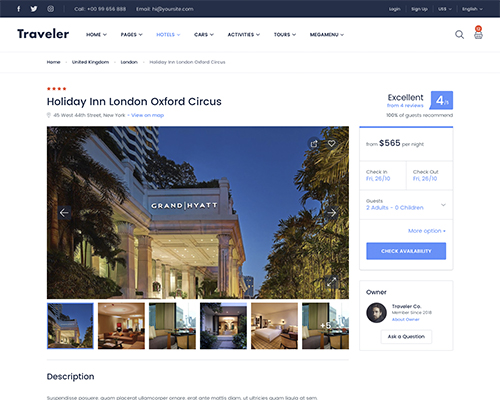 Call : +00 99 656 888 Email: hi@yoursite.com Login Sign Up US$ English
Traveler HOME PAGES HOTELS CARS ACTIVITIES TOURS MEGAMENU
Home United Kingdom London Holiday Inn London Oxford Circus
Holiday Inn London Oxford Circus
45 West 44th Street, New York - View on map
Excellent
from 4 reviews
4/5
100% of guests recommend
GRAND HYATT
from $565 per night
Check In Check Out
Fri, 26/10 Fri, 26/10
Guests
2 Adults - 0 Children
More option +
CHECK AVAILABILITY
Owner
Traveler Co.
Member Since 2018
About Owner
Ask a Question
Description
Suspendisse posuere, quam placerat ullamcorper ornare, erat ante mattis diam, ut ultricies quam ligula at sem.